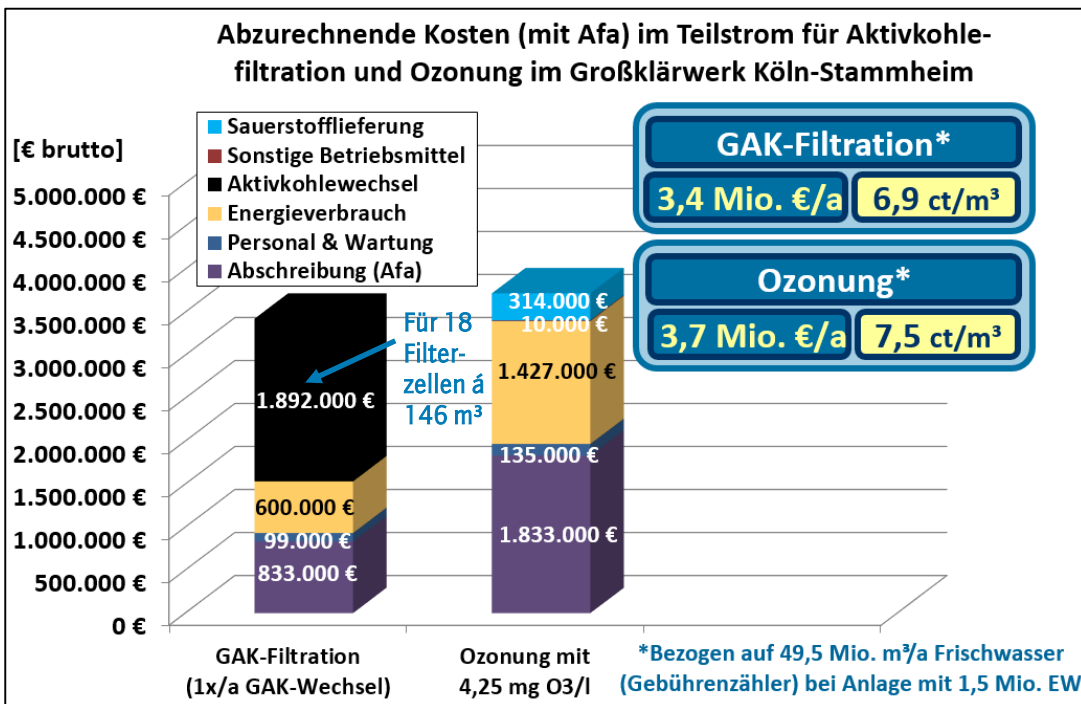 Abzurechnende Kosten (mit Afa) im Teilstrom für Aktivkohle-
filtration und Ozonung im Großklärwerk Köln-Stammheim
[€ brutto]
5.000.000 €
4.500.000 €
4.000.000 €
3.500.000 €
3.000.000 €
2.500.000 €
2.000.000 €
1.500.000 €
1.000.000 €
500.000 €
0 €
Sauerstofflieferung
Sonstige Betriebsmittel
Aktivkohlewechsel
Energieverbrauch
Personal & Wartung
Abschreibung (Afa)
1.892.000 €
600.000 €
99.000 €
833.000 €
Für 18
Filter-
zellen á
146 m³
314.000 €
10.000 €
1.427.000 €
135.000 €
1.833.000 €
GAK-Filtration*
3,4 Mio. €/a 6,9 ct/m³
Ozonung*
3,7 Mio. €/a 7,5 ct/m³
GAK-Filtration
(1x/a GAK-Wechsel)
Ozonung mit
4,25 mg O3/l
*Bezogen auf 49,5 Mio. m³/a Frischwasser
(Gebührenzähler) bei Anlage mit 1,5 Mio. EW